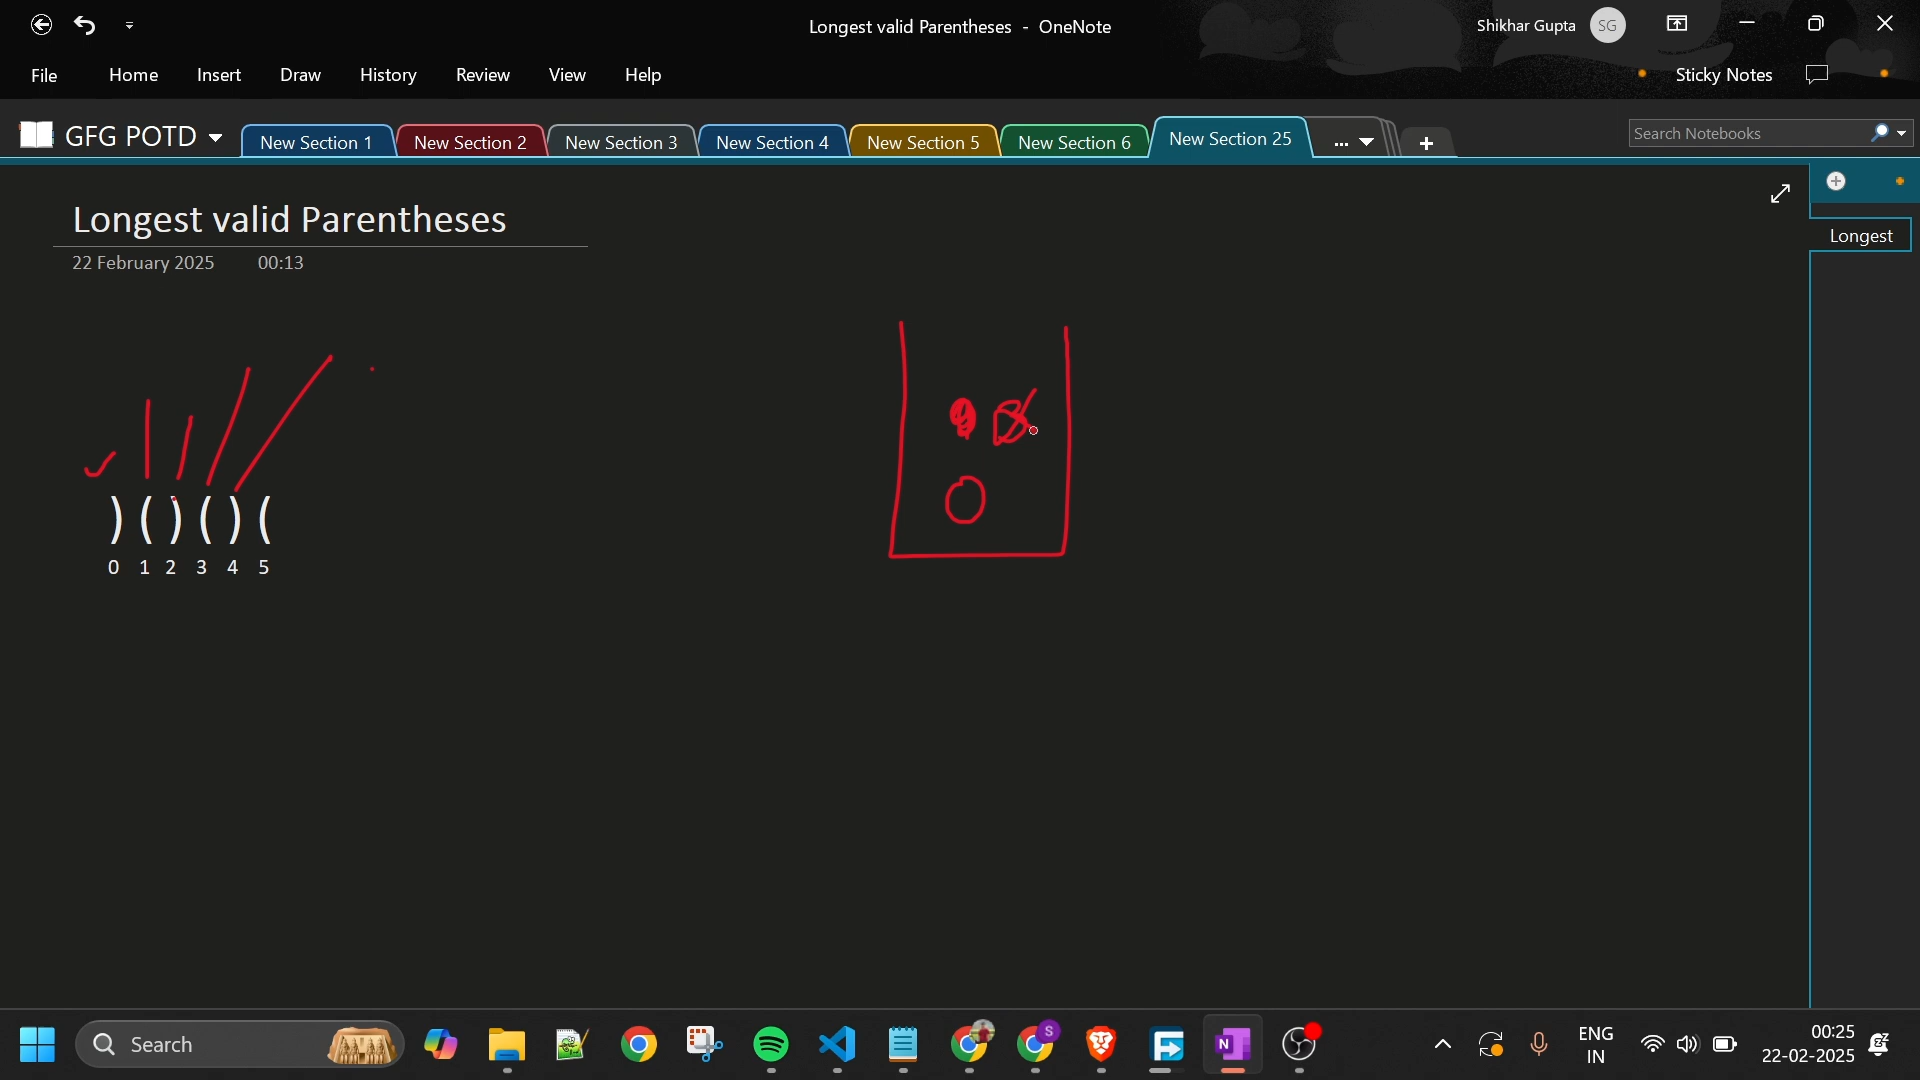 Longest valid Parentheses - OneNote
Shikhar Gupta SG
File Home Insert Draw History Review View Help
Sticky Notes
GFG POTD
New Section 1 New Section 2 New Section 3 New Section 4 New Section 5 New Section 6 New Section 25 ... +
Search Notebooks
Longest valid Parentheses
22 February 2025 00:13
Longest
)()()(
0 1 2 3 4 5
0
Search
S
N
ENG
IN
00:25
22-02-2025